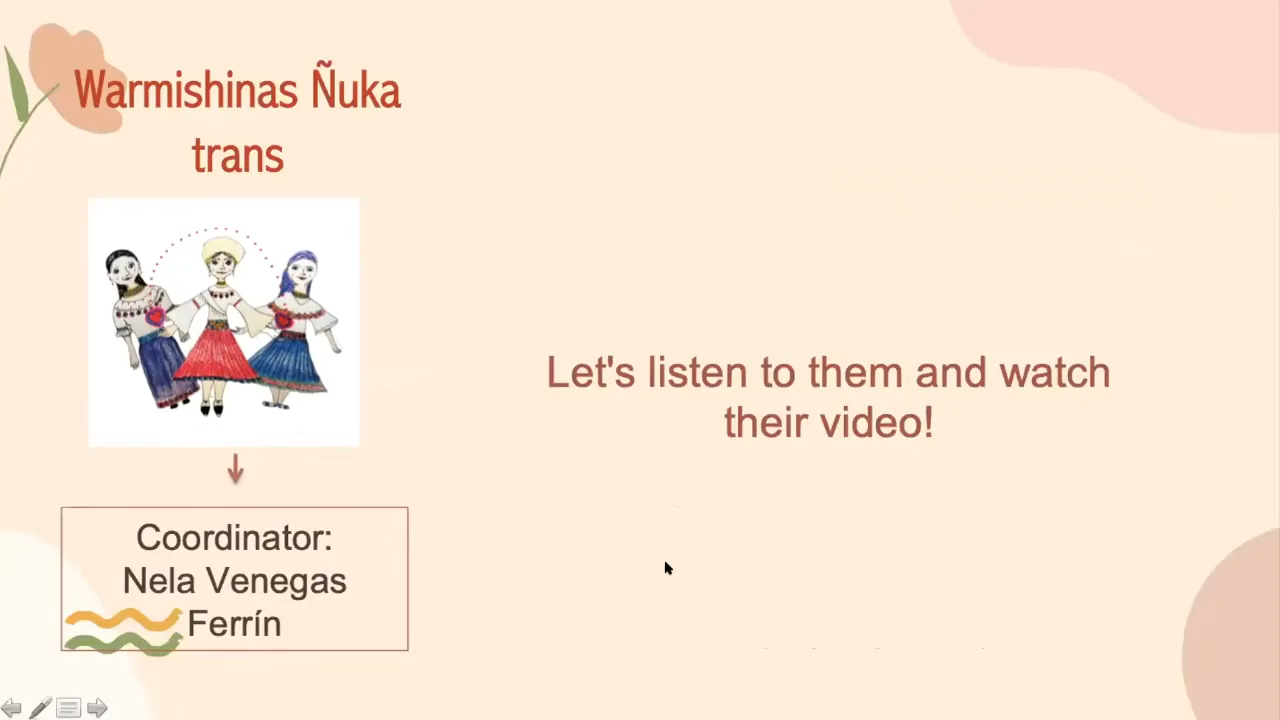 Warmishinas Ñuka
trans
Let's listen to them and watch
their video!
Coordinator:
Nela Venegas
Ferrín